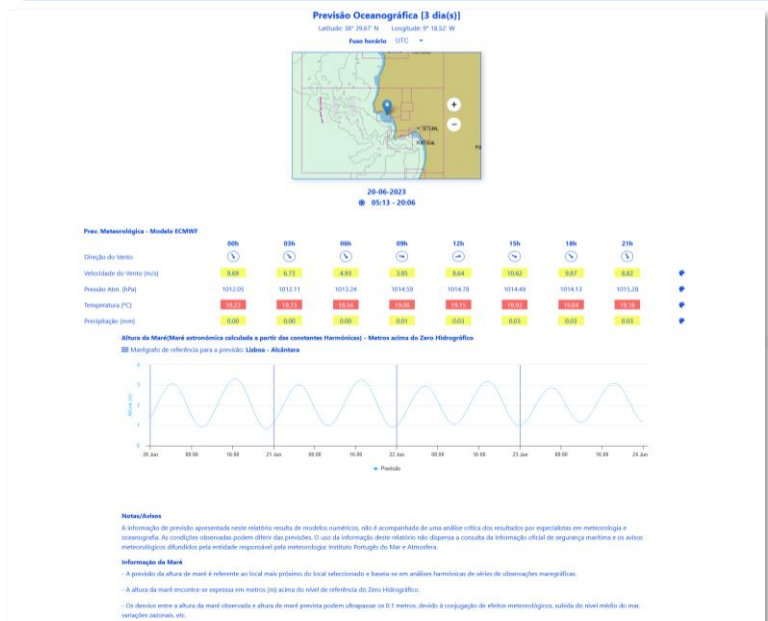 Previsão Oceanográfica [3 dia(s)]
Latitude: 38° 39.67' N Longitude: 9° 18.52' W
Fuso horário UTC
+
−
SETÚBAL
PORTUGAL
20-06-2023
05:13 - 20:06
Prev. Meteorológica - Modelo ECMWF
00h 03h 06h 09h 12h 15h 18h 21h
Direção do Vento
Velocidade do Vento (m/s) 8.69 6.73 4.93 3.85 8.64 10.62 9.87 8.82
Pressão Atm. (hPa) 1012.05 1012.11 1013.24 1014.59 1014.78 1014.49 1014.13 1015.28
Temperatura (ºC) 19.23 18.73 18.54 19.08 19.15 19.93 19.84 19.18
Precipitação (mm) 0.00 0.00 0.00 0.03 0.03 0.03 0.03 0.03
Altura da Maré(Maré astronómica calculada a partir das constantes Harmónicas) - Metros acima do Zero Hidrográfico
Marégrafo de referência para a previsão: Lisboa - Alcântara
4
3
2
1
0
Altura (m)
20 Jun 08:00 16:00 21 Jun 08:00 16:00 22 Jun 08:00 16:00 23 Jun 08:00 16:00 24 Jun
Previsão
Notas/Avisos
A informação de previsão apresentada neste relatório resulta de modelos numéricos, não é acompanhada de uma análise crítica dos resultados por especialistas em meteorologia e
oceanografia. As condições observadas podem diferir das previsões. O uso da informação deste relatório não dispensa a consulta da informação oficial de segurança marítima e os avisos
meteorológicos difundidos pela entidade responsável pela meteorologia: Instituto Portugês do Mar e Atmosfera.
Informação da Maré
- A previsão da altura de maré é referente ao local mais próximo do local seleccionado e baseia-se em análises harmónicas de séries de observações maregráficas.
- A altura da maré encontra-se expressa em metros (m) acima do nível de referência do Zero Hidrográfico.
- Os desvios entre a altura da maré observada e altura de maré prevista podem ultrapassar os 0.1 metros, devido à conjugação de efeitos meteorológicos, subida do nível médio do mar,
variações zazonais, etc.